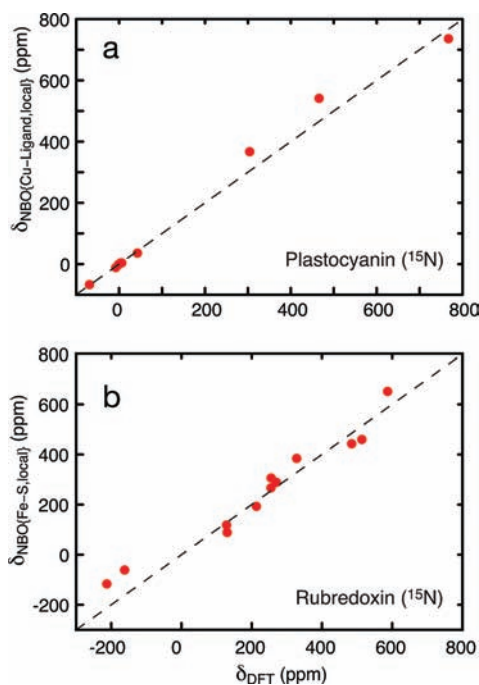 800
a
600
400
200
0
δNBO{Cu−Ligand,local} (ppm)
Plastocyanin (¹⁵N)
0 200 400 600 800
800
b
600
400
200
0
-200
δNBO{Fe−S,local} (ppm)
Rubredoxin (¹⁵N)
-200 0 200 400 600 800
δDFT (ppm)